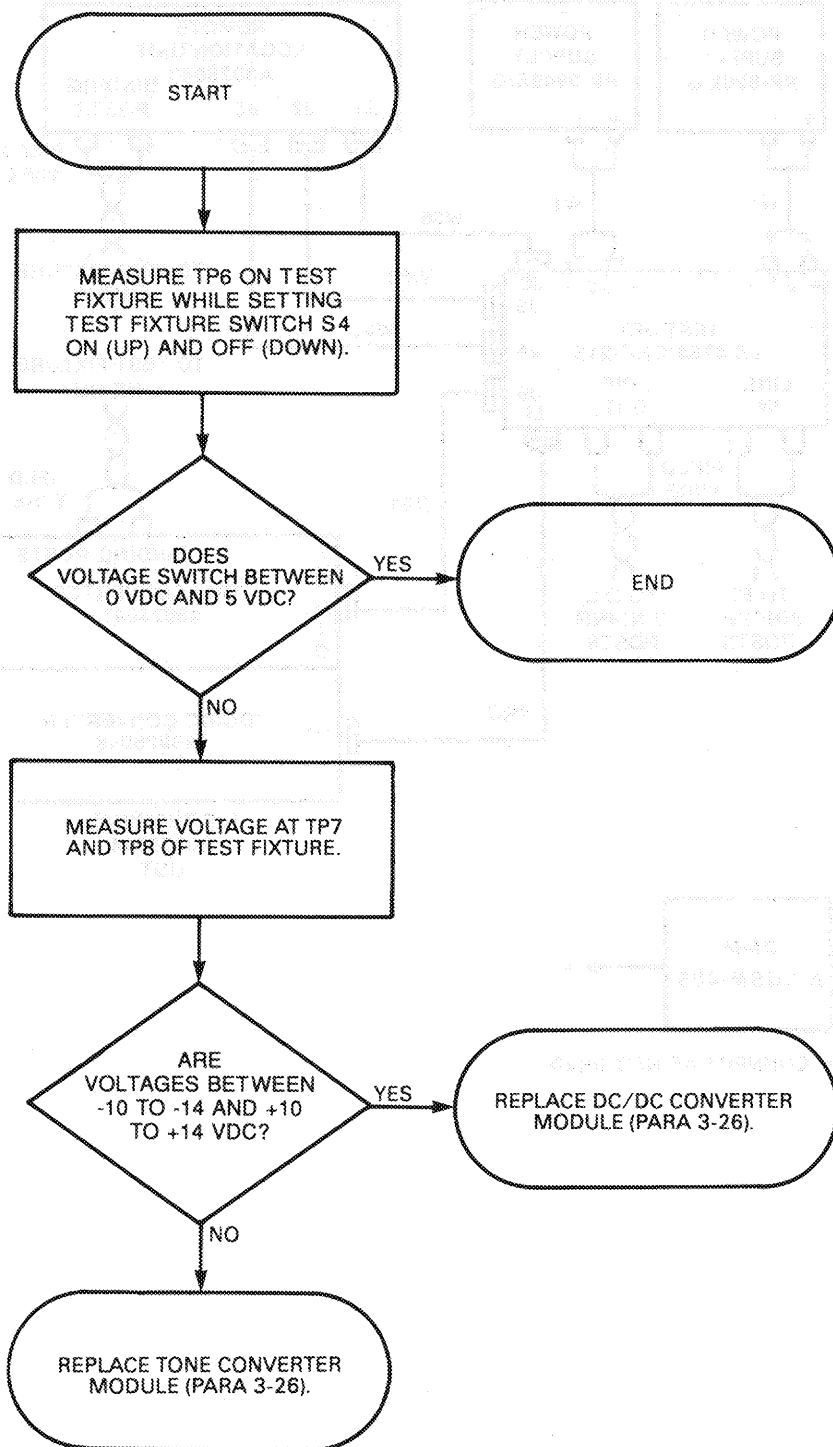 START
MEASURE TP6 ON TEST
FIXTURE WHILE SETTING
TEST FIXTURE SWITCH S4
ON (UP) AND OFF (DOWN).
DOES
VOLTAGE SWITCH BETWEEN
0 VDC AND 5 VDC?
YES
END
NO
MEASURE VOLTAGE AT TP7
AND TP8 OF TEST FIXTURE.
ARE
VOLTAGES BETWEEN
-10 TO -14 AND +10
TO +14 VDC?
YES
REPLACE DC/DC CONVERTER
MODULE (PARA 3-26).
NO
REPLACE TONE CONVERTER
MODULE (PARA 3-26).